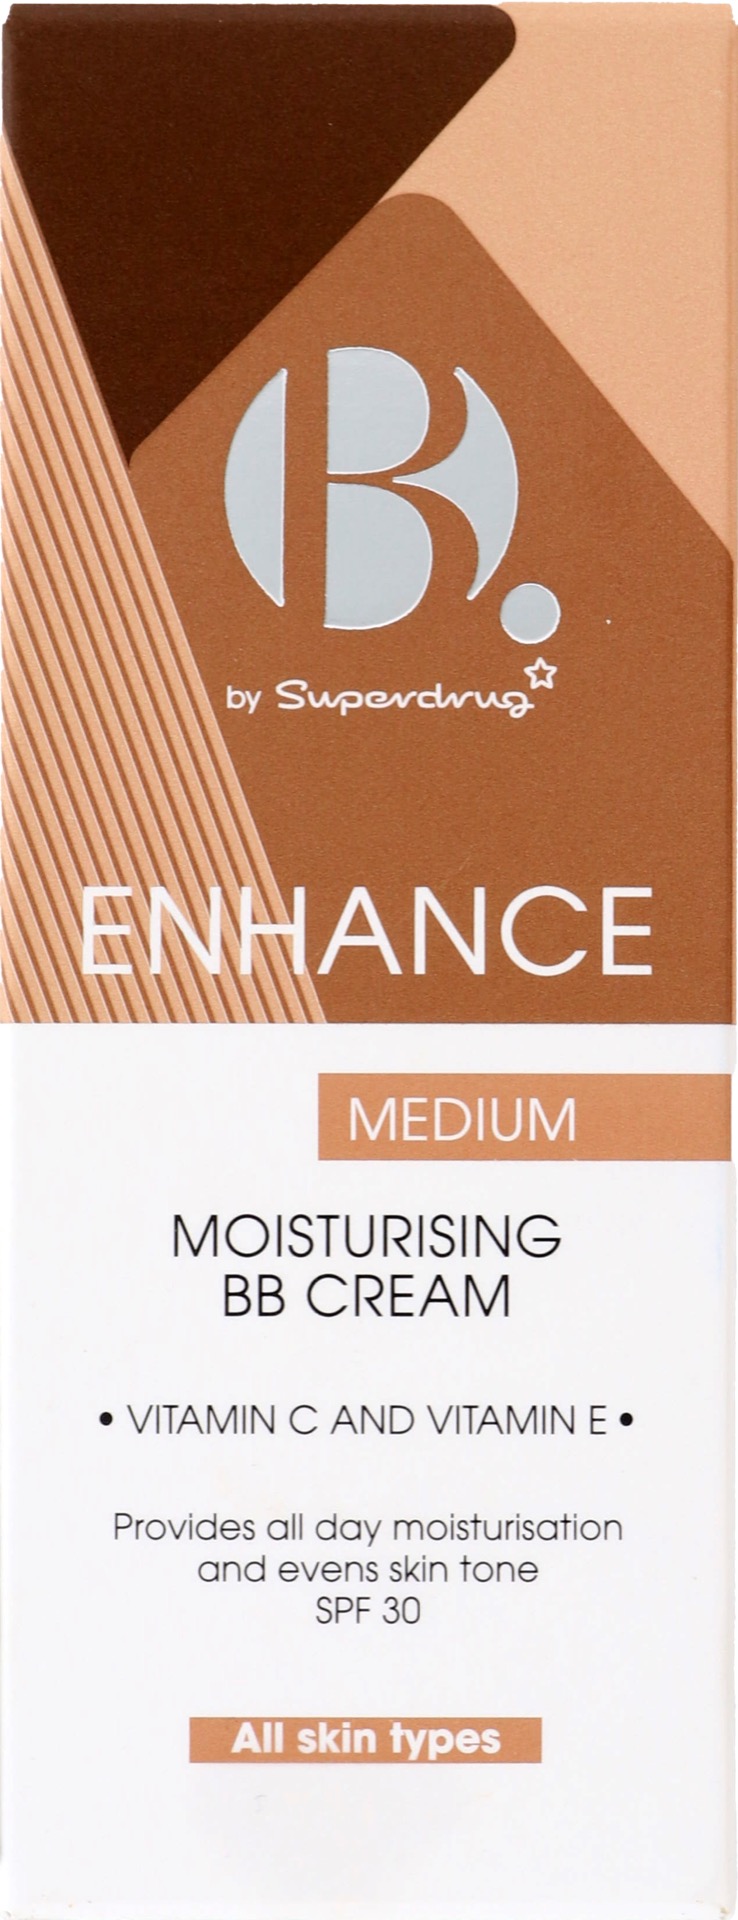 B.
by Superdrug
ENHANCE
MEDIUM
MOISTURISING
BB CREAM
• VITAMIN C AND VITAMIN E •
Provides all day moisturisation
and evens skin tone
SPF 30
All skin types